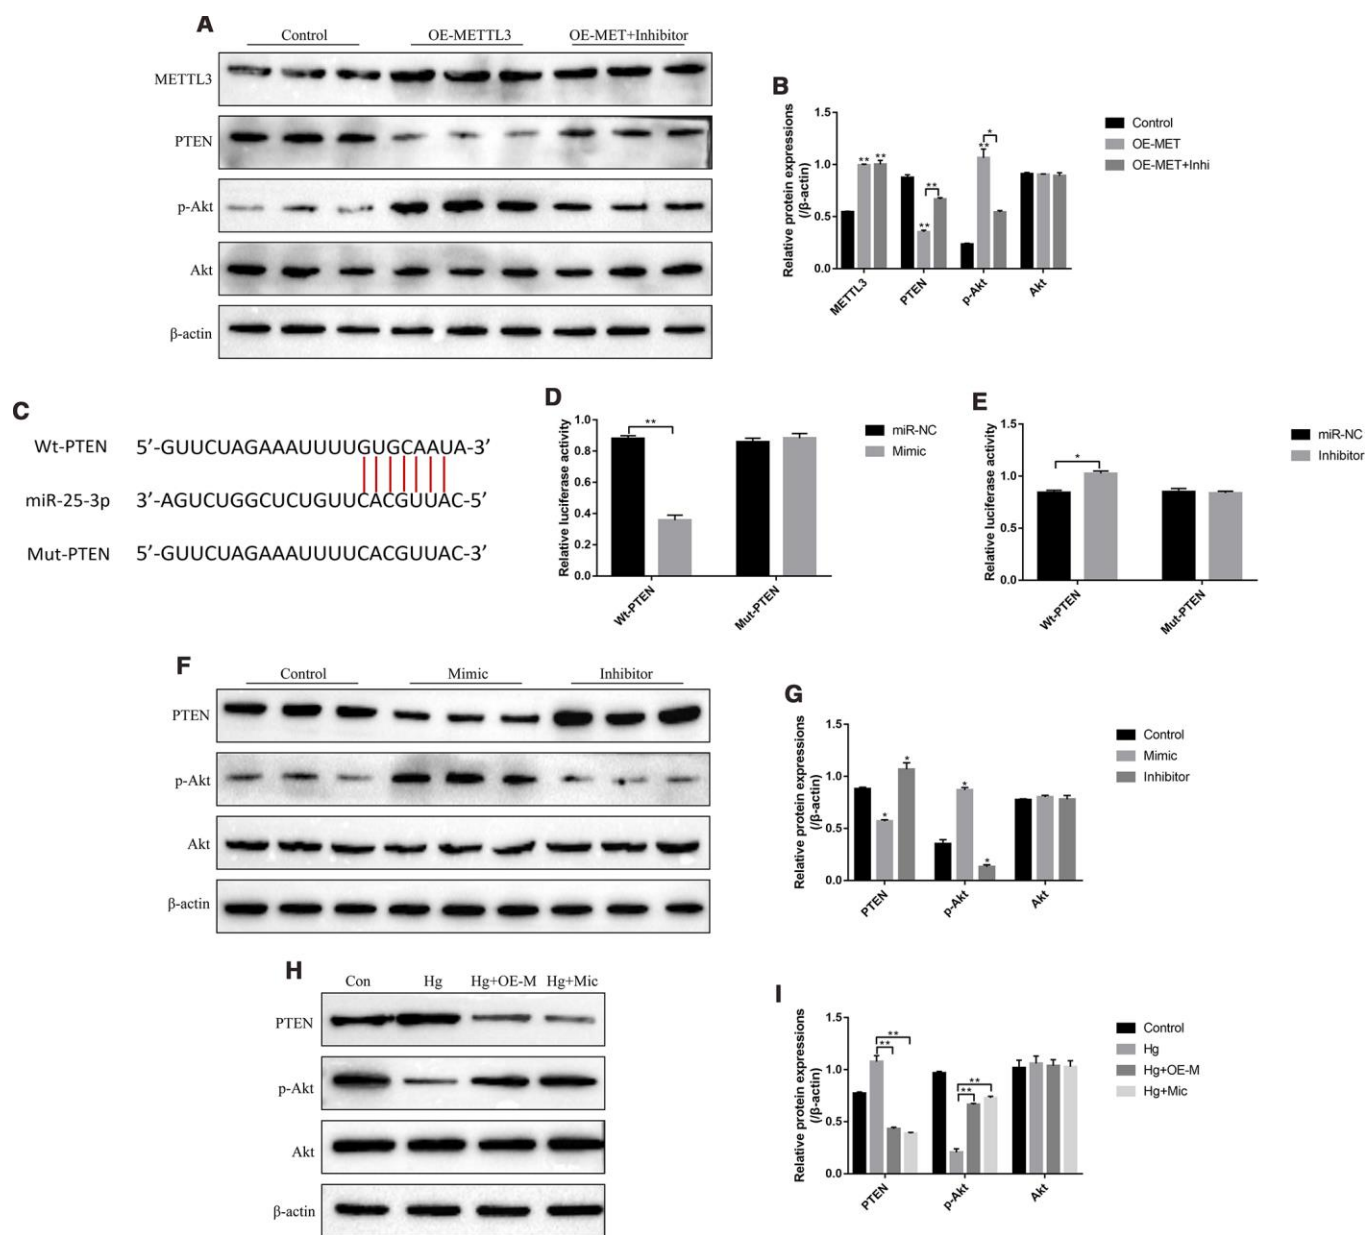 A
Control OE-METTL3 OE-MET+Inhibitor
METTL3
PTEN
p-Akt
Akt
β-actin
B
Relative protein expressions
(/β-actin)
1.5
1.0
0.5
0.0
** **
**
**
**
*
METTL3 PTEN p-Akt Akt
Control
OE-MET
OE-MET+Inhi
C
Wt-PTEN 5’-GUUCUAGAAAUUUUGUGCAAUA-3’
miR-25-3p 3’-AGUCUGGCUCUGUUCACGUUAC-5’
Mut-PTEN 5’-GUUCUAGAAAUUUUCACGUUAC-3’
D
Relative luciferase activity
1.0
0.8
0.6
0.4
0.2
0.0
**
Wt-PTEN Mut-PTEN
miR-NC
Mimic
E
Relative luciferase activity
1.5
1.0
0.5
0.0
*
Wt-PTEN Mut-PTEN
miR-NC
Inhibitor
F
Control Mimic Inhibitor
PTEN
p-Akt
Akt
β-actin
G
Relative protein expressions
(/β-actin)
1.5
1.0
0.5
0.0
*
*
*
*
PTEN p-Akt Akt
Control
Mimic
Inhibitor
H
Con Hg Hg+OE-M Hg+Mic
PTEN
p-Akt
Akt
β-actin
I
Relative protein expressions
(/β-actin)
1.5
1.0
0.5
0.0
**
**
**
**
PTEN p-Akt Akt
Control
Hg
Hg+OE-M
Hg+Mic